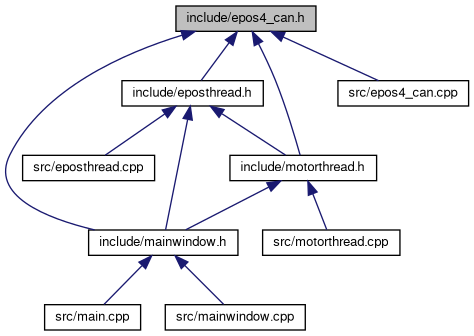 include/epos4_can.h
include/eposthread.h
src/epos4_can.cpp
src/eposthread.cpp
include/motorthread.h
include/mainwindow.h
src/motorthread.cpp
src/main.cpp
src/mainwindow.cpp